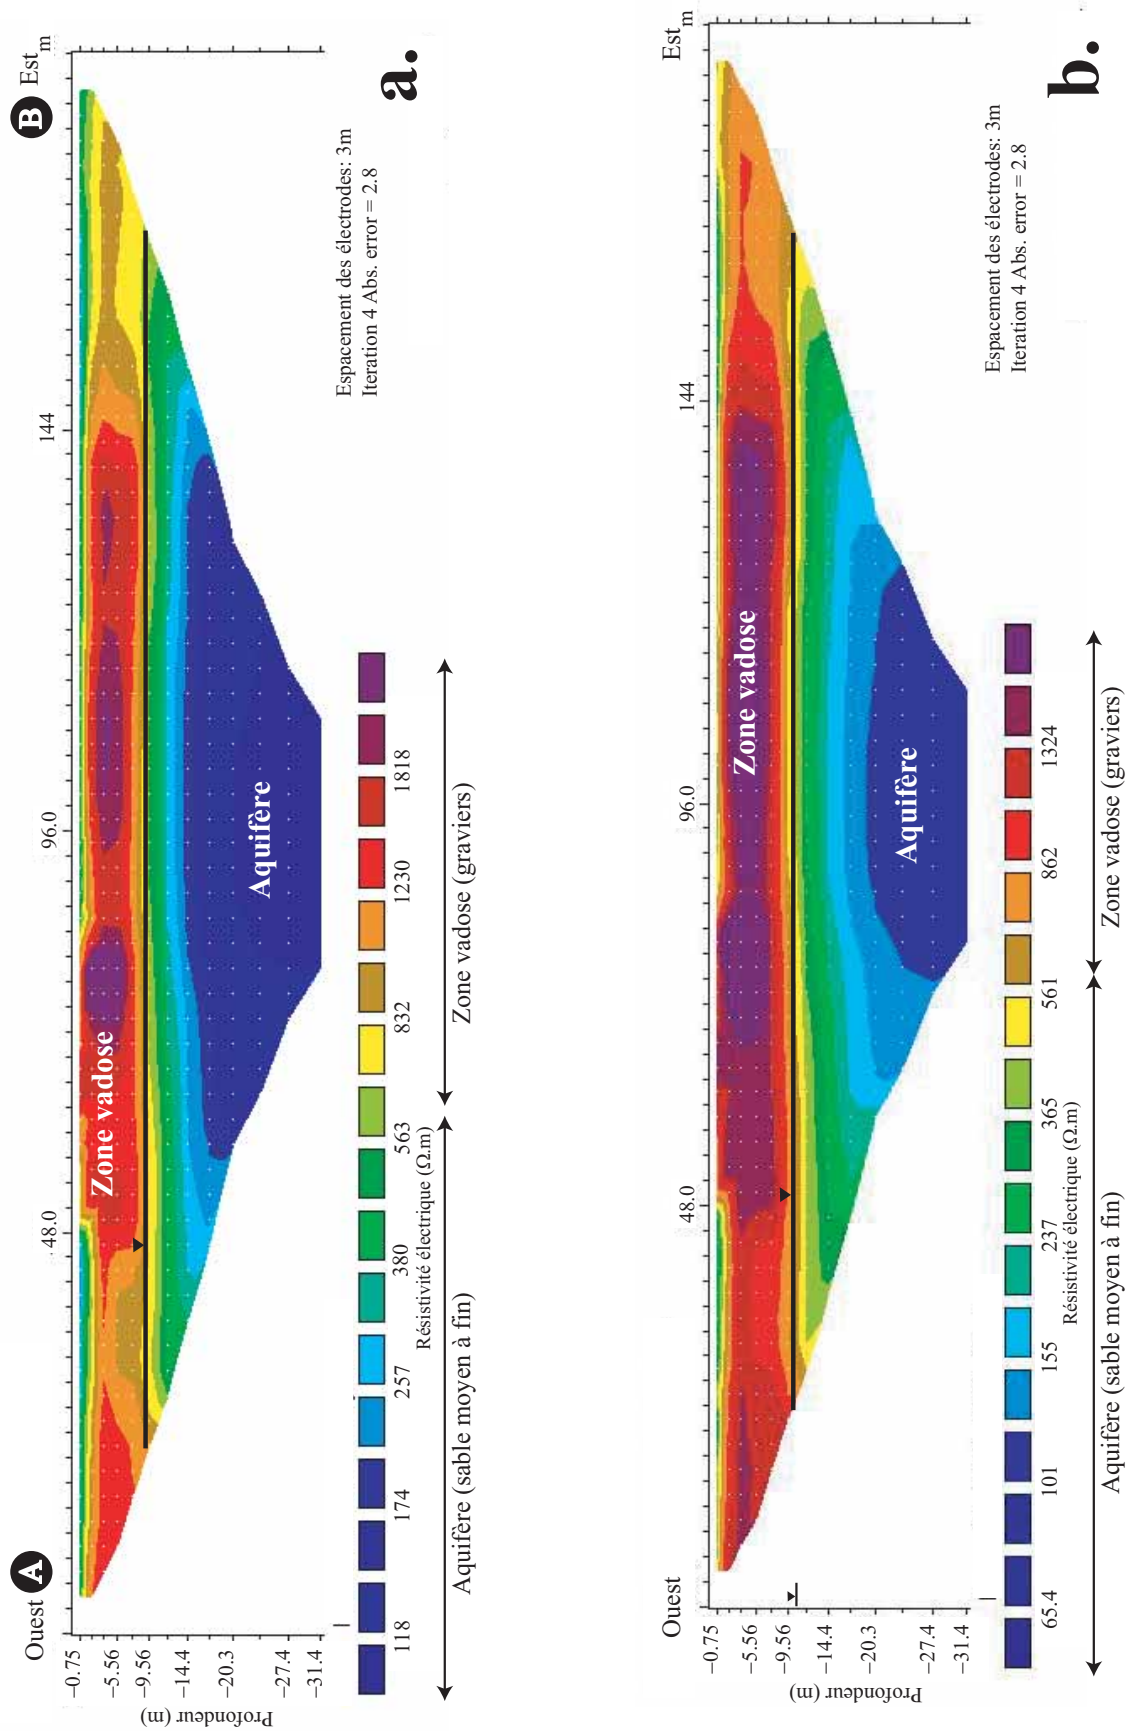 Ouest A
B Est
m
48.0 96.0 144
−0.75
−5.56
−9.56
−14.4
−20.3
−27.4
−31.4
Profondeur (m)
Zone vadose
Aquifère
Espacement des électrodes: 3m
Iteration 4 Abs. error = 2.8
a.
118 174 257 380 563 832 1230 1818
Résistivité électrique (Ω.m)
Aquifère (sable moyen à fin) Zone vadose (graviers)
Ouest
Est
m
48.0 96.0 144
−0.75
−5.56
−9.56
−14.4
−20.3
−27.4
−31.4
Profondeur (m)
Zone vadose
Aquifère
Espacement des électrodes: 3m
Iteration 4 Abs. error = 2.8
b.
65.4 101 155 237 365 561 862 1324
Résistivité électrique (Ω.m)
Aquifère (sable moyen à fin) Zone vadose (graviers)